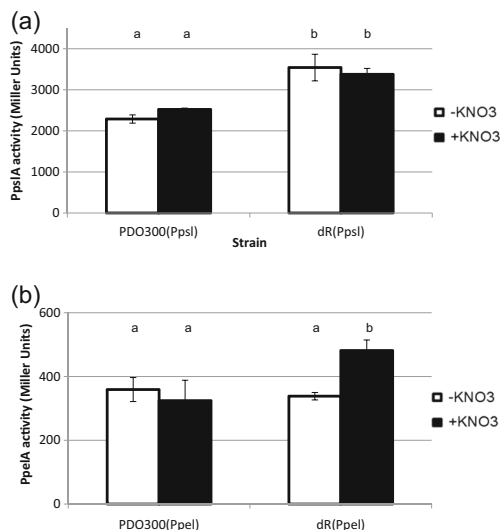 (a)
a a b b
PpslA activity (Miller Units)
4000
3000
2000
1000
0
-KNO3
+KNO3
PDO300(Ppsl) dR(Ppsl)
Strain
(b)
a a a b
PpelA activity (Miller Units)
600
400
200
0
-KNO3
+KNO3
PDO300(Ppel) dR(Ppel)